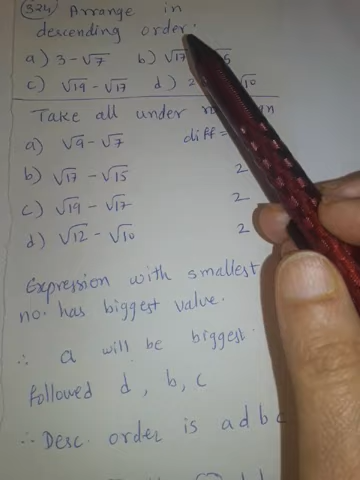 324 Arrange in
descending order.
a) 3 - √7 b) √17
c) √19 - √17 d) 2 √10
Take all under
a) √9 - √7 diff =
b) √17 - √15 2
c) √19 - √17 2
d) √12 - √10 2
Expression with smallest
no. has biggest value.
∴ a will be biggest.
followed d, b, c
∴ Desc. order is a d b c